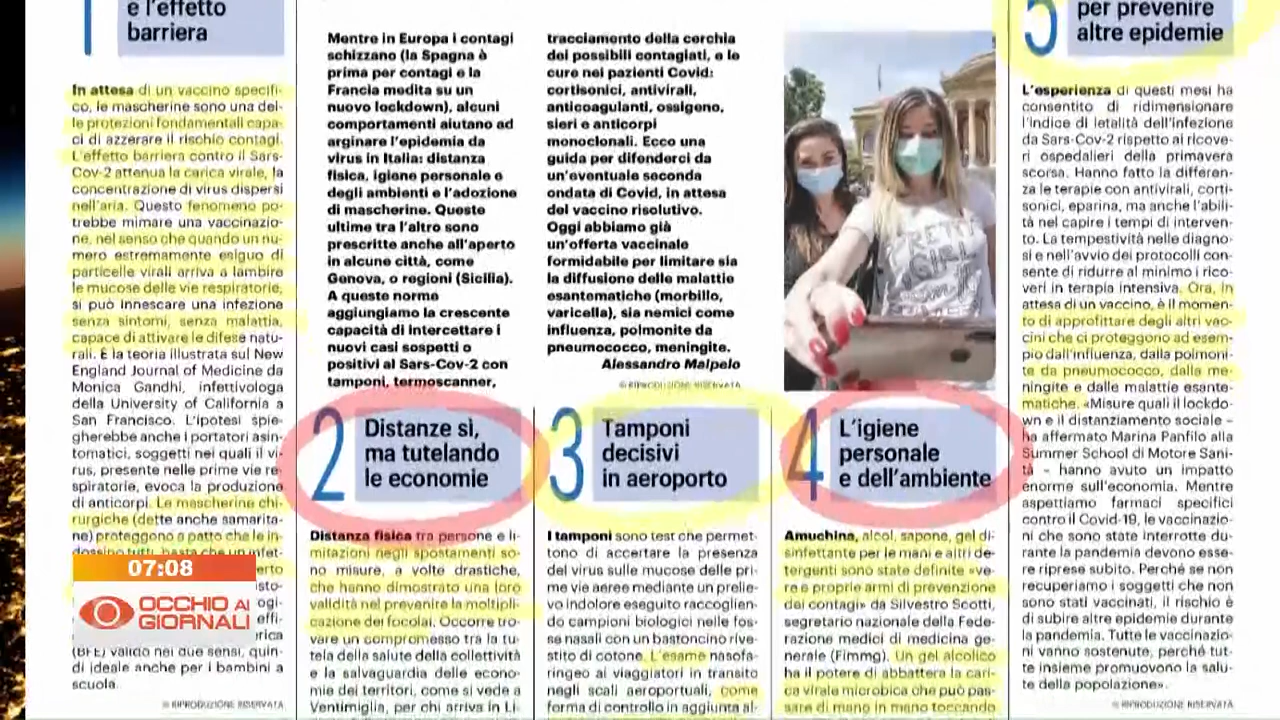 1
e l'effetto
barriera
In attesa di un vaccino specifi-
co, le mascherine sono una del-
le protezioni fondamentali capa-
ci di azzerare il rischio contagi.
L'effetto barriera contro il Sars-
Cov-2 attenua la carica virale, la
concentrazione di virus dispersi
nell'aria. Questo fenomeno po-
trebbe mimare una vaccinazio-
ne, nel senso che quando un nu-
mero estremamente esiguo di
particelle virali arriva a lambire
le mucose delle vie respiratorie,
si può innescare una infezione
senza sintomi, senza malattia,
capace di attivare le difese natu-
rali. È la teoria illustrata sul New
England Journal of Medicine da
Monica Gandhi, infettivologa
della University of California a
San Francisco. L'ipotesi spie-
gherebbe anche i portatori asin-
tomatici, soggetti nei quali il vi-
rus, presente nelle prime vie re-
spiratorie, evoca la produzione
di anticorpi. Le mascherine chi-
rurgiche (dette anche samarita-
ne) proteggono a patto che le in-
dossino tutti, basta che un infet-
erto
sto-
ogi-
effi-
erica
(BFE) valido nei due sensi, quin-
di ideale anche per i bambini a
scuola.
© RIPRODUZIONE RISERVATA
Mentre in Europa i contagi
schizzano (la Spagna è
prima per contagi e la
Francia medita su un
nuovo lockdown), alcuni
comportamenti aiutano ad
arginare l'epidemia da
virus in Italia: distanza
fisica, igiene personale e
degli ambienti e l'adozione
di mascherine. Queste
ultime tra l'altro sono
prescritte anche all'aperto
in alcune città, come
Genova, o regioni (Sicilia).
A queste norme
aggiungiamo la crescente
capacità di intercettare i
nuovi casi sospetti o
positivi al Sars-Cov-2 con
tamponi, termoscanner,
tracciamento della cerchia
dei possibili contagiati, e le
cure nei pazienti Covid:
cortisonici, antivirali,
anticoagulanti, ossigeno,
sieri e anticorpi
monoclonali. Ecco una
guida per difenderci da
un'eventuale seconda
ondata di Covid, in attesa
del vaccino risolutivo.
Oggi abbiamo già
un'offerta vaccinale
formidabile per limitare sia
la diffusione delle malattie
esantematiche (morbillo,
varicella), sia nemici come
influenza, polmonite da
pneumococco, meningite.
Alessandro Malpelo
© RIPRODUZIONE RISERVATA
PRETTY
GIRL
2
Distanze sì,
ma tutelando
le economie
Distanza fisica tra persone e li-
mitazioni negli spostamenti so-
no misure, a volte drastiche,
che hanno dimostrato una loro
validità nel prevenire la moltipli-
cazione dei focolai. Occorre tro-
vare un compromesso tra la tu-
tela della salute della collettività
e la salvaguardia delle econo-
mie dei territori, come si vede a
Ventimiglia, per chi arriva in Li-
3
Tamponi
decisivi
in aeroporto
I tamponi sono test che permet-
tono di accertare la presenza
del virus sulle mucose delle pri-
me vie aeree mediante un prelie-
vo indolore eseguito raccoglien-
do campioni biologici nelle fos-
se nasali con un bastoncino rive-
stito di cotone. L'esame nasofa-
ringeo ai viaggiatori in transito
negli scali aeroportuali, come
forma di controllo in aggiunta al-
4
L'igiene
personale
e dell'ambiente
Amuchina, alcol, sapone, gel di-
sinfettante per le mani e altri de-
tergenti sono state definite «ve-
re e proprie armi di prevenzione
dei contagi» da Silvestro Scotti,
segretario nazionale della Fede-
razione medici di medicina ge-
nerale (Fimmg). Un gel alcolico
ha il potere di abbattera la cari-
ca virale microbica che può pas-
sare di mano in mano toccando
5
per prevenire
altre epidemie
L'esperienza di questi mesi ha
consentito di ridimensionare
l'indice di letalità dell'infezione
da Sars-Cov-2 rispetto ai ricove-
ri ospedalieri della primavera
scorsa. Hanno fatto la differen-
za le terapie con antivirali, corti-
sonici, eparina, ma anche l'abili-
tà nel capire i tempi di interven-
to. La tempestività nelle diagno-
si e nell'avvio dei protocolli con-
sente di ridurre al minimo i rico-
veri in terapia intensiva. Ora, in
attesa di un vaccino, è il momen-
to di approfittare degli altri vac-
cini che ci proteggono ad esem-
pio dall'influenza, dalla polmoni-
te da pneumococco, dalla me-
ningite e dalle malattie esante-
matiche. «Misure quali il lockdo-
wn e il distanziamento sociale –
ha affermato Marina Panfilo alla
Summer School di Motore Sani-
tà – hanno avuto un impatto
enorme sull'economia. Mentre
aspettiamo farmaci specifici
contro il Covid-19, le vaccinazio-
ni che sono state interrotte du-
rante la pandemia devono esse-
re riprese subito. Perché se non
recuperiamo i soggetti che non
sono stati vaccinati, il rischio è
di subire altre epidemie durante
la pandemia. Tutte le vaccinazio-
ni vanno sostenute, perché tut-
te insieme promuovono la salu-
te della popolazione».
© RIPRODUZIONE RISERVATA
07:08
OCCHIO AI
GIORNALI